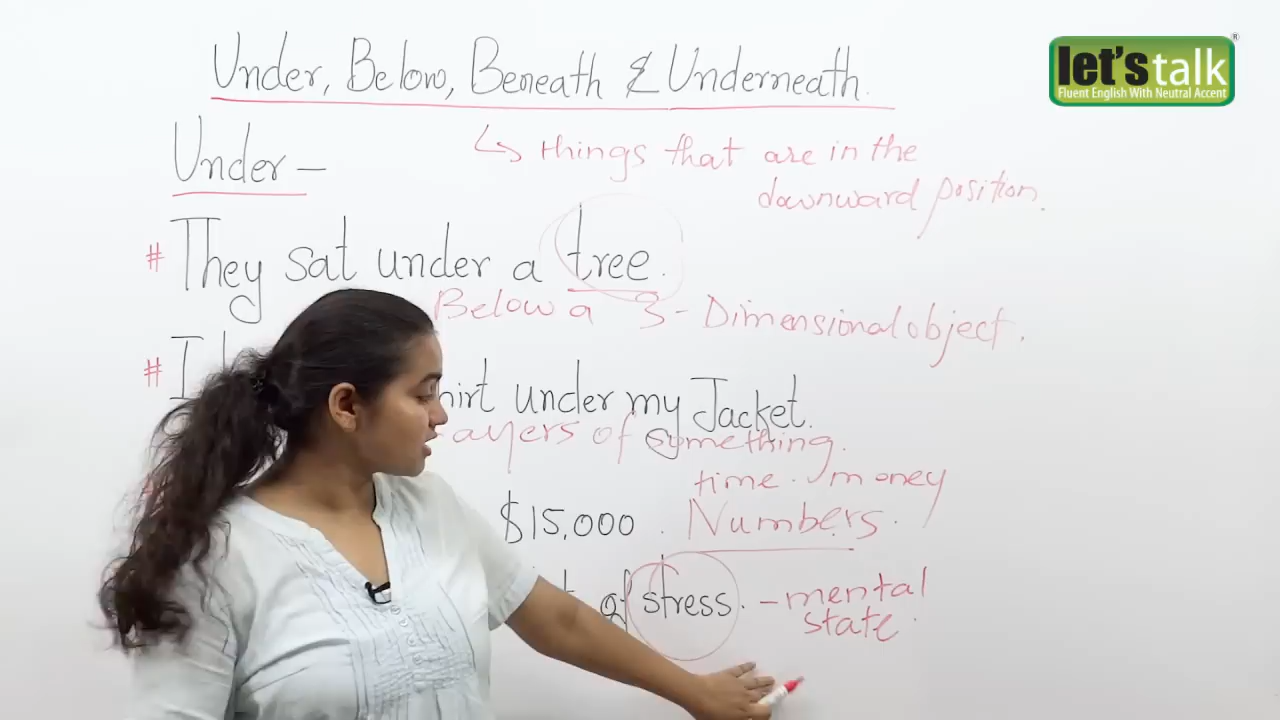 let's talk
®
Fluent English With Neutral Accent
Under, Below, Beneath & Underneath.
↳ things that are in the
downward position.
Under –
# They sat under a tree.
Below a 3 - Dimensional object.
# I under my Jacket.
of something.
time. money
$15,000. Numbers.
of stress. – mental
state.